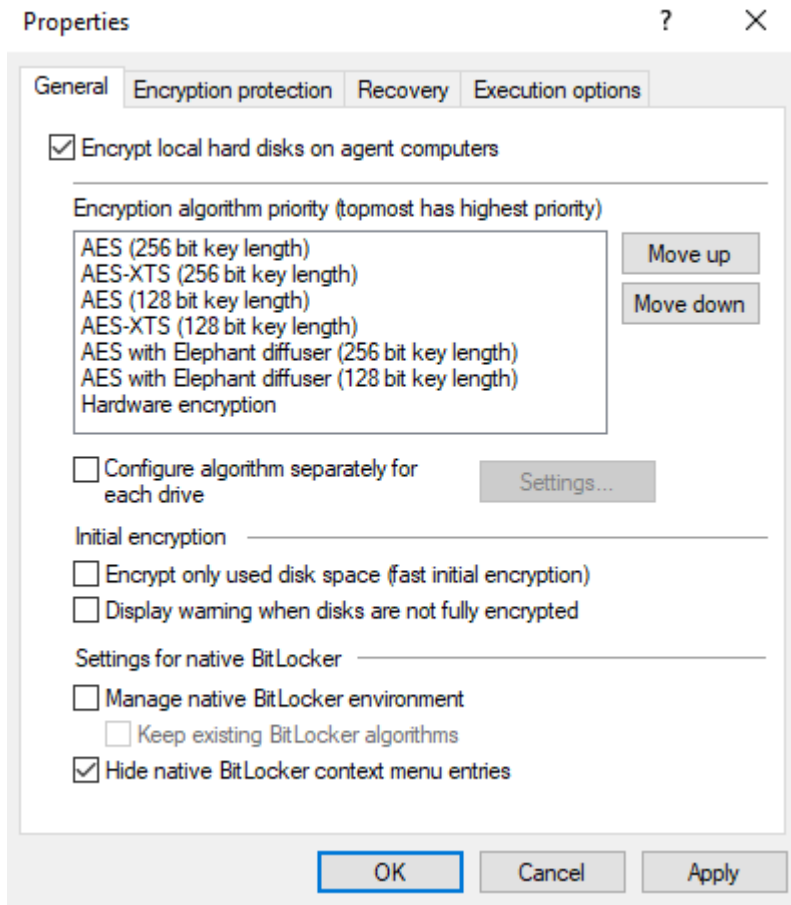 Properties
General Encryption protection Recovery Execution options
Encrypt local hard disks on agent computers
Encryption algorithm priority (topmost has highest priority)
AES (256 bit key length)
AES-XTS (256 bit key length)
AES (128 bit key length)
AES-XTS (128 bit key length)
AES with Elephant diffuser (256 bit key length)
AES with Elephant diffuser (128 bit key length)
Hardware encryption
Move up
Move down
Configure algorithm separately for
each drive
Settings...
Initial encryption
Encrypt only used disk space (fast initial encryption)
Display warning when disks are not fully encrypted
Settings for native BitLocker
Manage native BitLocker environment
Keep existing BitLocker algorithms
Hide native BitLocker context menu entries
OK Cancel Apply